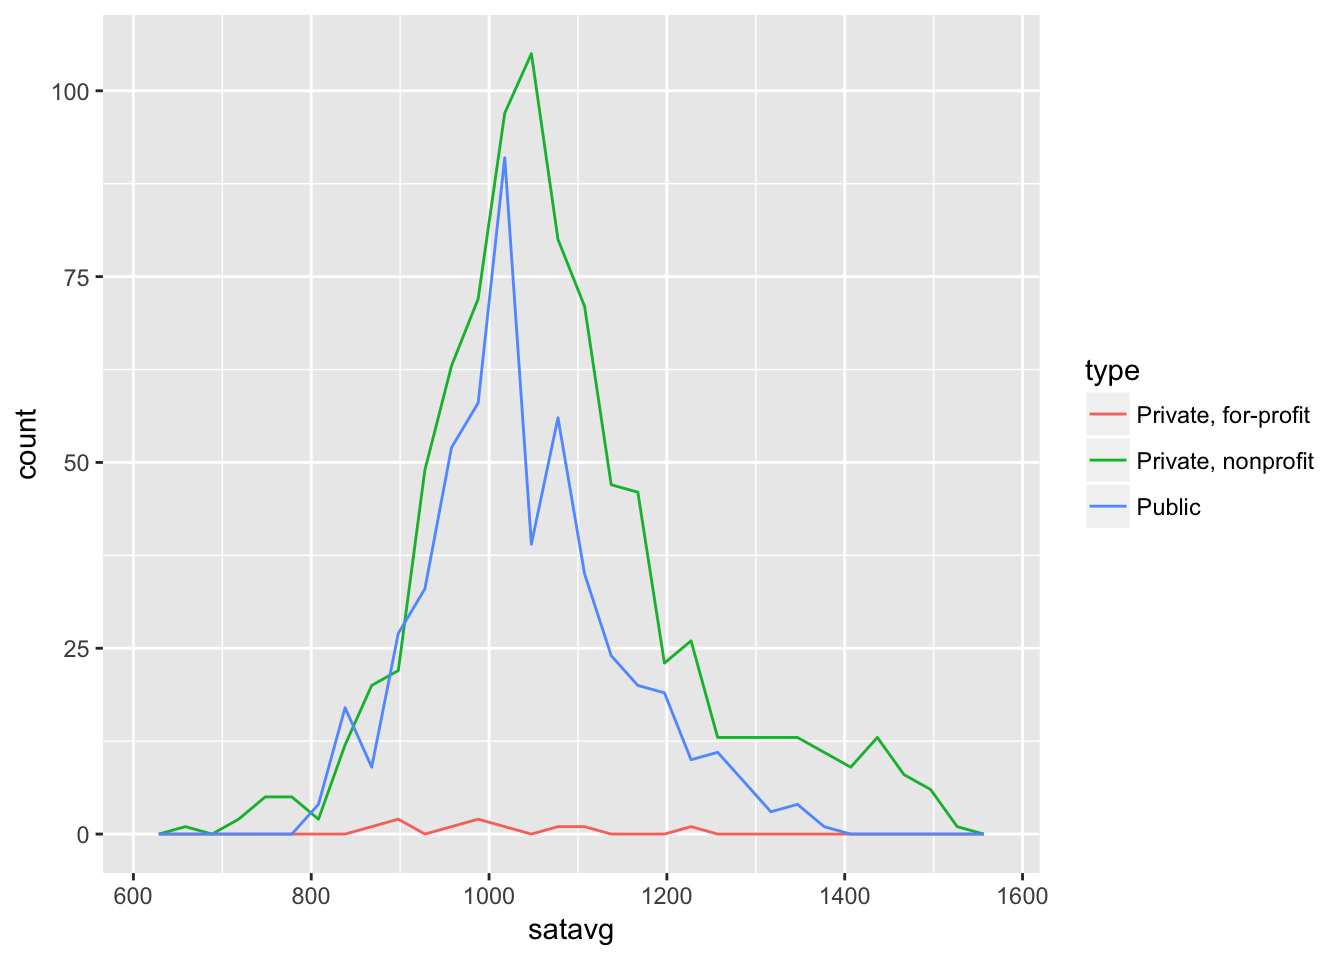 100
75
50
25
0
count
600 800 1000 1200 1400 1600
satavg
type
Private, for-profit
Private, nonprofit
Public